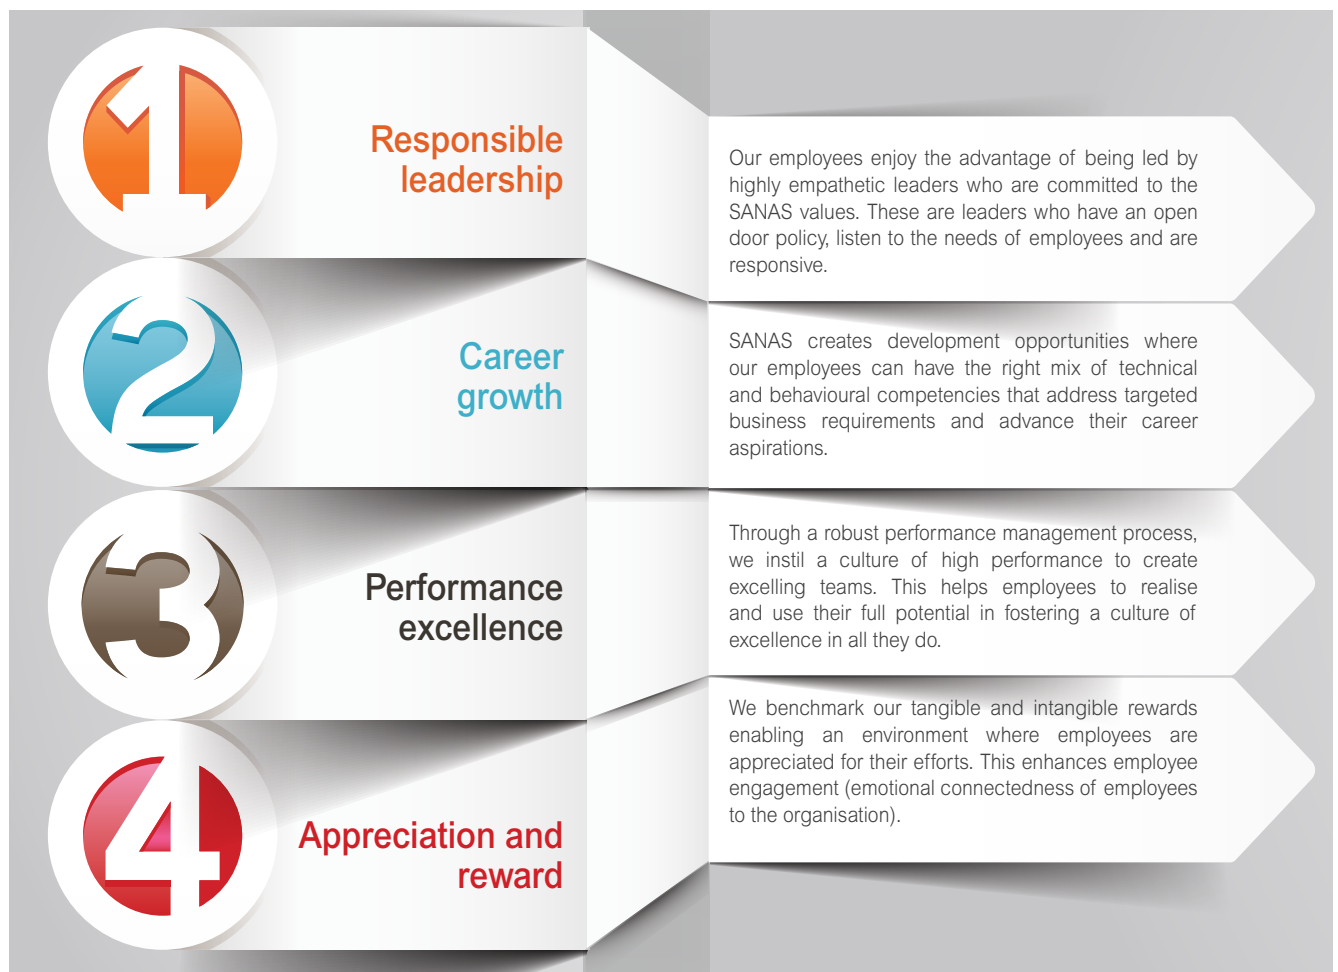 1
Responsible
leadership
Our employees enjoy the advantage of being led by
highly empathetic leaders who are committed to the
SANAS values. These are leaders who have an open
door policy, listen to the needs of employees and are
responsive.
2
Career
growth
SANAS creates development opportunities where
our employees can have the right mix of technical
and behavioural competencies that address targeted
business requirements and advance their career
aspirations.
3
Performance
excellence
Through a robust performance management process,
we instil a culture of high performance to create
excelling teams. This helps employees to realise
and use their full potential in fostering a culture of
excellence in all they do.
4
Appreciation and
reward
We benchmark our tangible and intangible rewards
enabling an environment where employees are
appreciated for their efforts. This enhances employee
engagement (emotional connectedness of employees
to the organisation).